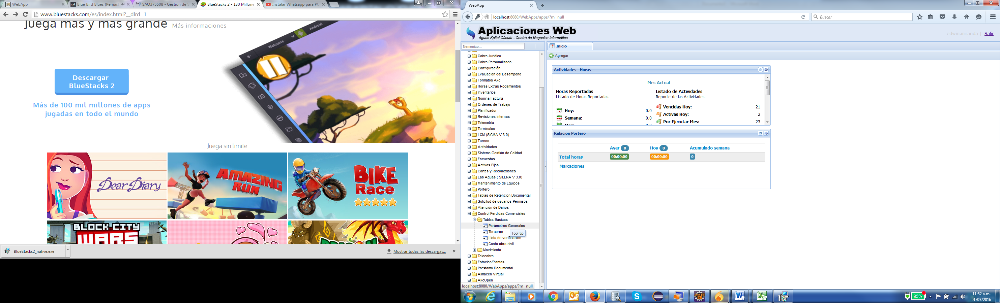 WebApp
Blue Bird Blues (Remas
SAO375508 - Gestión de S
BlueStacks 2 - 130 Millone
Instalar Whatsapp para PC
www.bluestacks.com/es/index.html?__dlrd=1
Juega mas y mas grande Más informaciones
Welcome
Android
Descargar
BlueStacks 2
Más de 100 mil millones de apps
jugadas en todo el mundo
Juega sin limite
Dear Diary
AMAZING
RUN
BIKE
Race
BLOCK CITY
WARS
BlueStacks2_native.exe
Mostrar todas las descargas...
WebApp
localhost:8080/WebApps/apps/?m=null
Buscar
Aplicaciones Web
Aguas Kpital Cúcuta - Centro de Negocios Informática
edwin.miranda | Salir
Nemonico...
Cobro Juridico
Cobro Personalizado
Configuración
Evaluacion del Desempeno
Formatos Akc
Horas Extras Rodamientos
Inventarios
Nomina Factura
Ordenes de Trabajo
Planificador
Revisiones internas
Telemetria
Terminales
LCM (SICMA V 3.0)
Turnos
Actividades
Sistema Gestión de Calidad
Encuestas
Activos Fijos
Cortes y Reconexiones
Lab Aguas ( SILENA V 3.0)
Mantenimiento de Equipos
Portero
Tablas de Retencion Documental
Solicitud de usuarios-Permisos
Atención de Daños
Control Perdidas Comerciales
Tablas Basicas
Parámetros Generales
Terceros
Tool tip
Lista de verificacion
Costo obra civil
Movimiento
Telecobro
Estacion/Plantas
Prestamo Documental
Almacen Virtual
AkcOpen
localhost:8080/WebApps/apps/?m=null
Inicio
Agregar
Actividades - Horas
Mes Actual
Horas Reportadas
Listado de Horas Reportadas.
Hoy: 0.0
Semana: 0.0
Listado de Actividades
Reporte de las Actividades.
Vencidas Hoy: 21
Activas Hoy: 2
Por Ejecutar Mes: 23
Relacion Portero
Ayer 0 Hoy 0 Acumulado semana
Total horas 00:00:00 00:00:00 0
Marcaciones
Java EE
IDE
95%
11:52 a.m.
01/03/2016